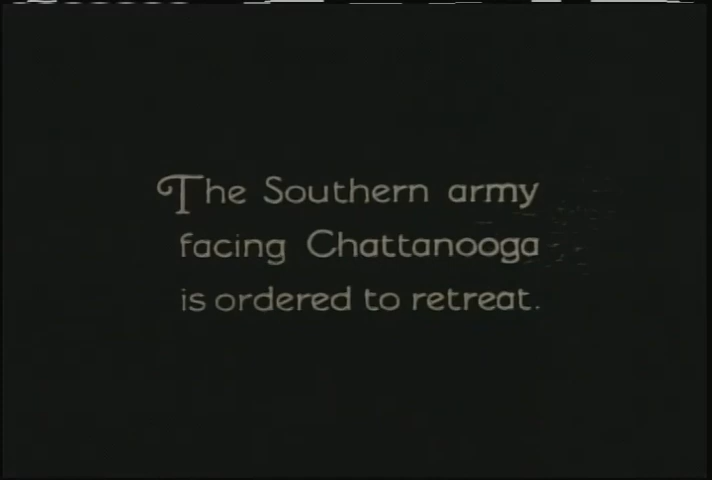 The Southern army
facing Chattanooga
is ordered to retreat.